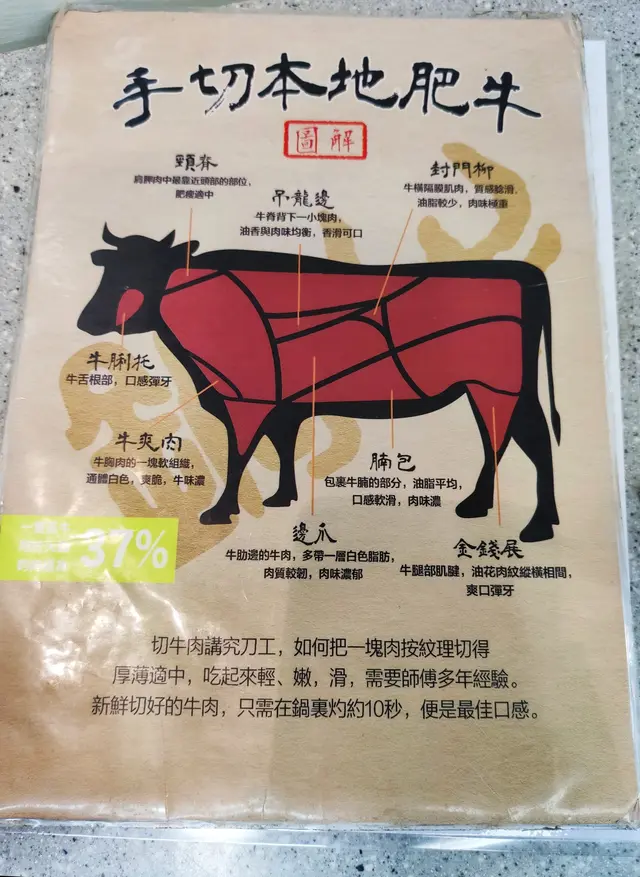 手切本地肥牛
圖解
頸脊
肩脾肉中最靠近頭部的部位,
肥瘦適中
吊龍邊
牛脊背下一小塊肉,
油香與肉味均衡,香滑可口
封門柳
牛橫隔膜肌肉,質感腍滑,
油脂較少,肉味極重
牛脷托
牛舌根部,口感彈牙
牛爽肉
牛胸肉的一塊軟組織,
通體白色,爽脆,牛味濃
腩包
包裹牛腩的部分,油脂平均,
口感軟滑,肉味濃
邊爪
牛肋邊的牛肉,多帶一層白色脂肪,
肉質較韌,肉味濃郁
金錢展
牛腿部肌腱,油花肉紋縱橫相間,
爽口彈牙
37%
切牛肉講究刀工,如何把一塊肉按紋理切得
厚薄適中,吃起來輕、嫩,滑,需要師傅多年經驗。
新鮮切好的牛肉,只需在鍋裏灼約10秒,便是最佳口感。